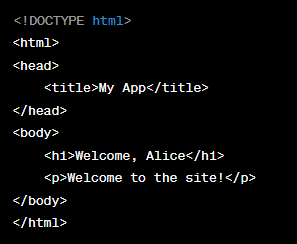 <!DOCTYPE html>
<html>
<head>
    <title>My App</title>
</head>
<body>
    <h1>Welcome, Alice</h1>
    <p>Welcome to the site!</p>
</body>
</html>